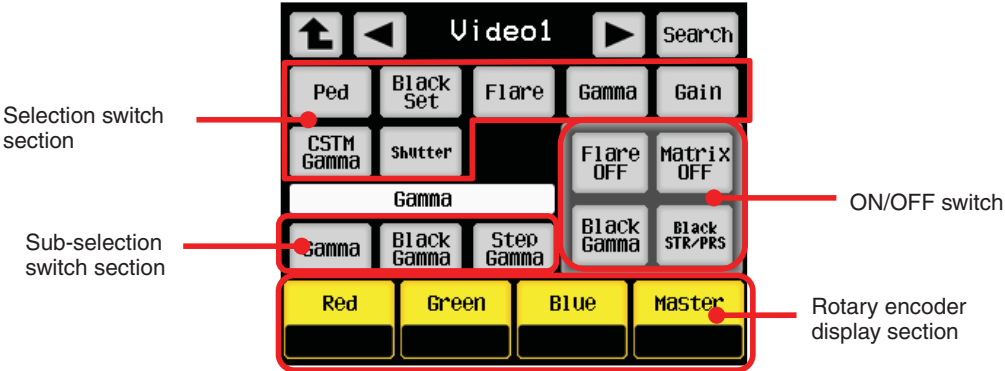 Video1 Search
Ped Black Set Flare Gamma Gain
Selection switch section
CSTM Gamma Shutter
Flare OFF Matrix OFF
ON/OFF switch
Gamma
Black Gamma Black STR/PRS
Sub-selection switch section
Gamma Black Gamma Step Gamma
Red Green Blue Master
Rotary encoder display section